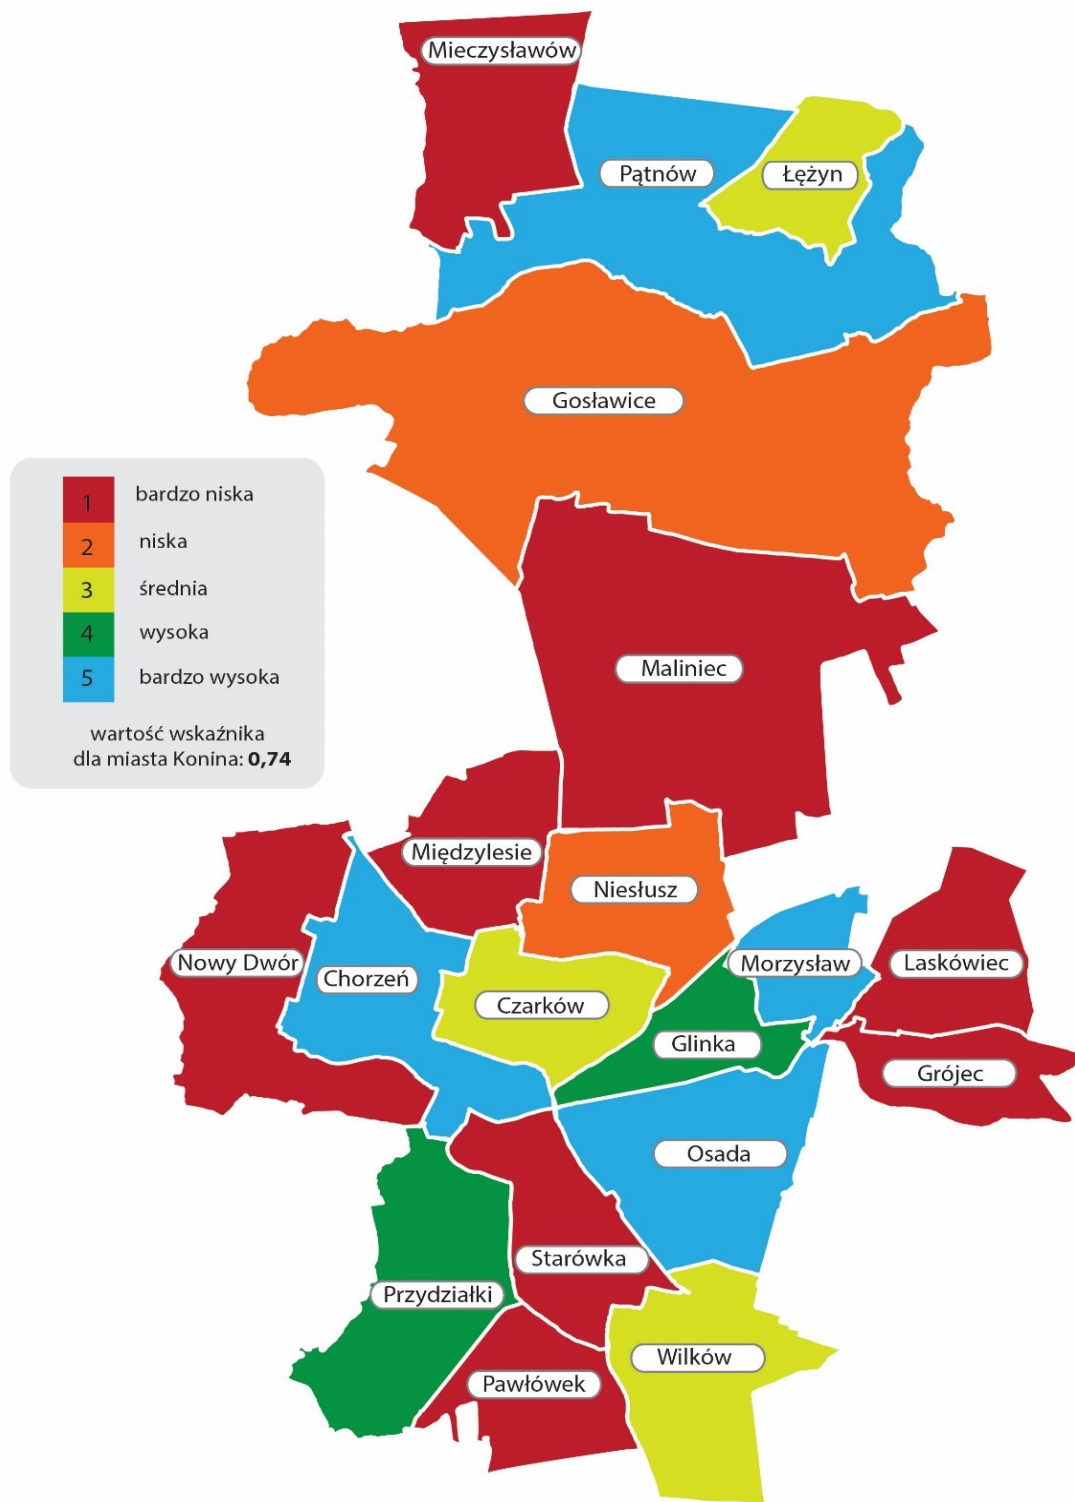 Mieczysławów
Pątnów
Łężyn
Gosławice
1 bardzo niska
2 niska
3 średnia
4 wysoka
5 bardzo wysoka
wartość wskaźnika
dla miasta Konina: 0,74
Maliniec
Międzylesie
Niesłusz
Nowy Dwór
Chorzeń
Czarków
Morzysław
Laskówiec
Glinka
Grójec
Osada
Starówka
Przydziałki
Wilków
Pawłówek